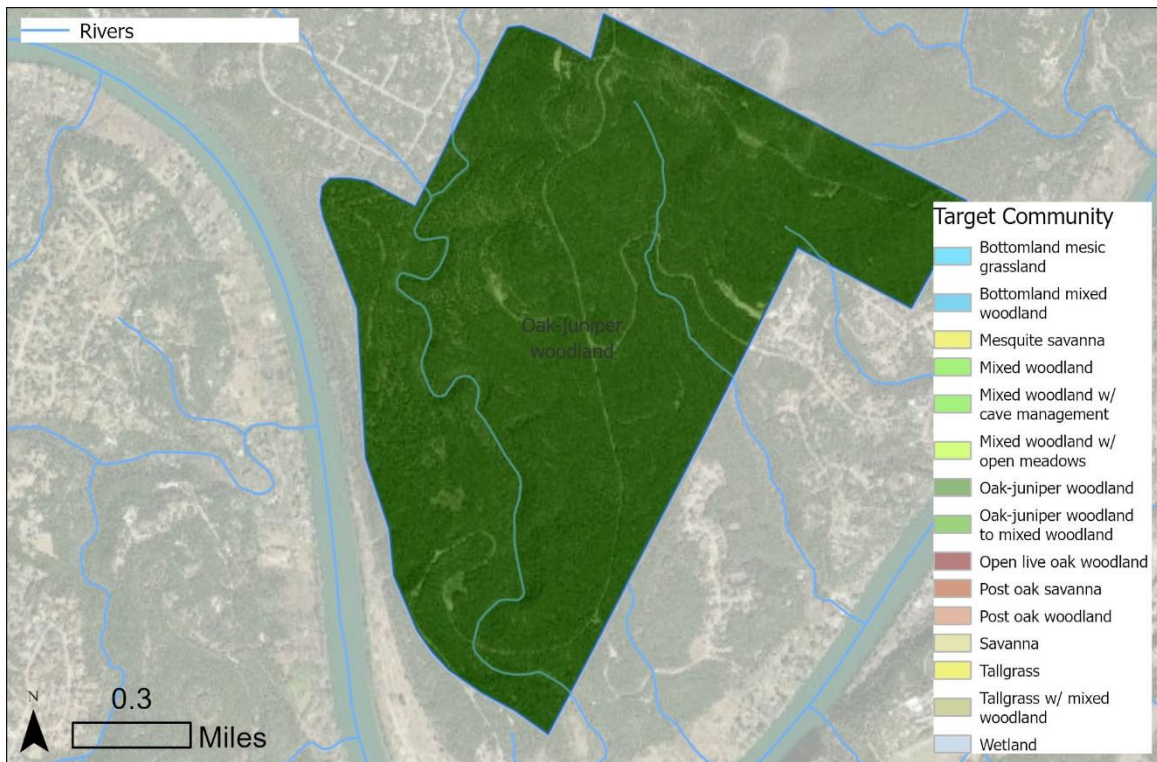 Rivers
Oak-juniper
woodland
Target Community
Bottomland mesic
grassland
Bottomland mixed
woodland
Mesquite savanna
Mixed woodland
Mixed woodland w/
cave management
Mixed woodland w/
open meadows
Oak-juniper woodland
Oak-juniper woodland
to mixed woodland
Open live oak woodland
Post oak savanna
Post oak woodland
Savanna
Tallgrass
Tallgrass w/ mixed
woodland
Wetland
N
0.3
Miles